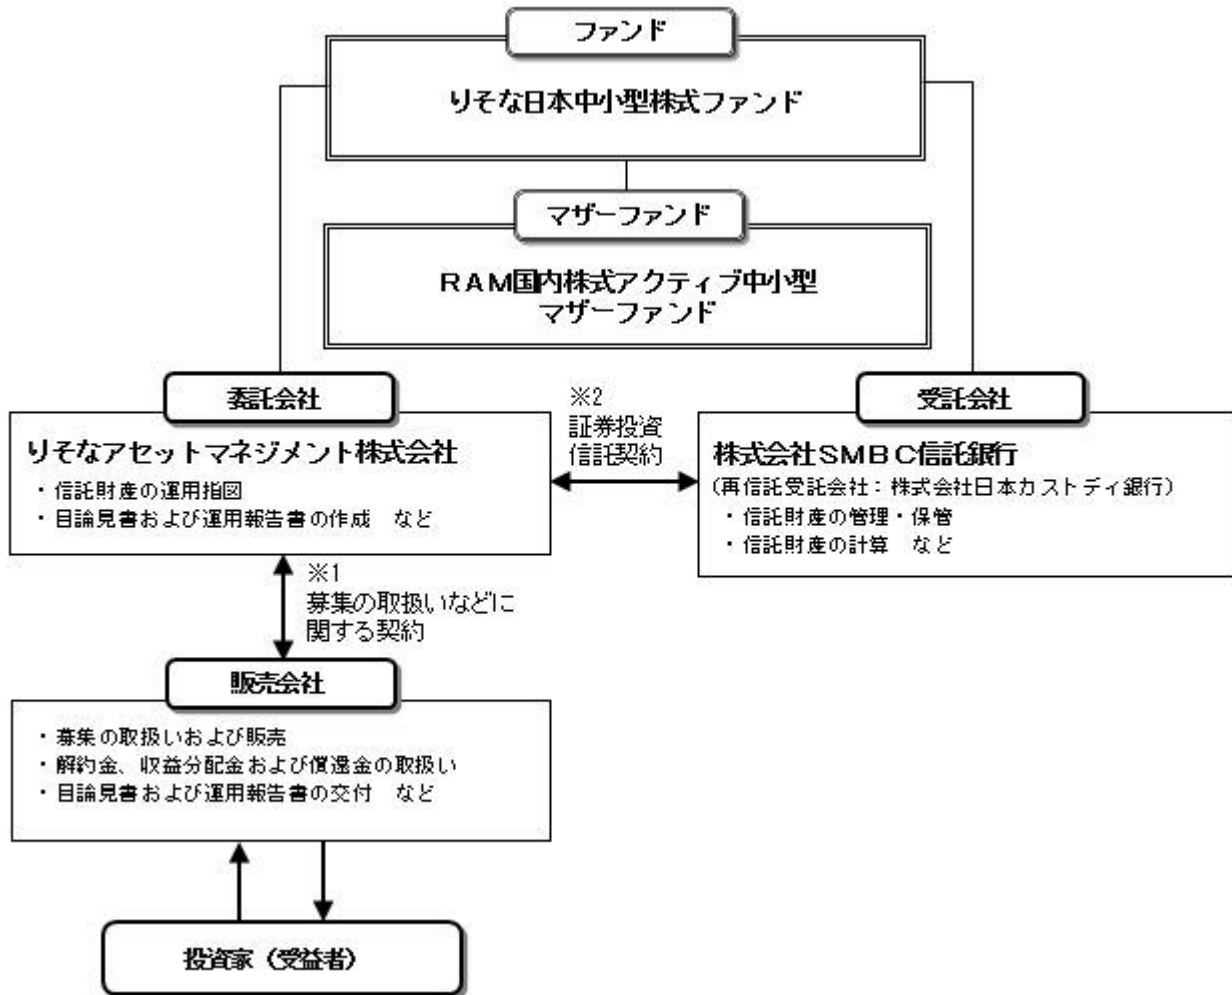 ファンド
りそな日本中小型株式ファンド
マザーファンド
RAM国内株式アクティブ中小型
マザーファンド
委託会社
りそなアセットマネジメント株式会社
・信託財産の運用指図
・目論見書および運用報告書の作成　など
※2
証券投資
信託契約
受託会社
株式会社SMBC信託銀行
(再信託受託会社:株式会社日本カストディ銀行)
・信託財産の管理・保管
・信託財産の計算　など
※1
募集の取扱いなどに
関する契約
販売会社
・募集の取扱いおよび販売
・解約金、収益分配金および償還金の取扱い
・目論見書および運用報告書の交付　など
投資家（受益者）